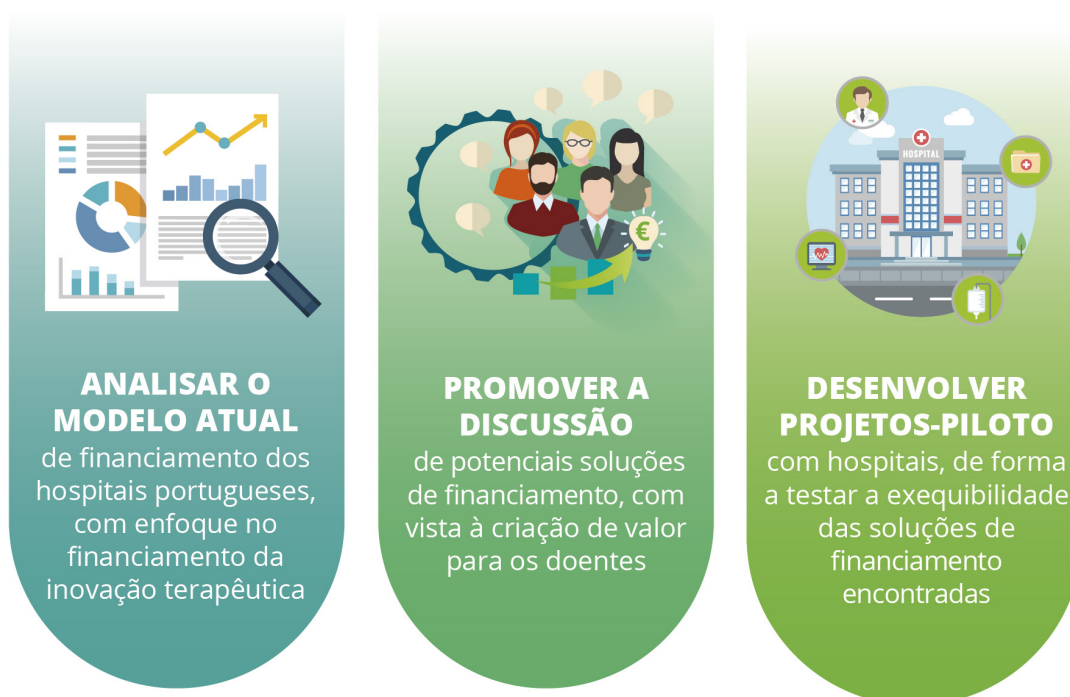 ANALISAR O
MODELO ATUAL
de financiamento dos
hospitais portugueses,
com enfoque no
financiamento da
inovação terapêutica
€
PROMOVER A
DISCUSSÃO
de potenciais soluções
de financiamento, com
vista à criação de valor
para os doentes
HOSPITAL
DESENVOLVER
PROJETOS-PILOTO
com hospitais, de forma
a testar a exequibilidade
das soluções de
financiamento
encontradas